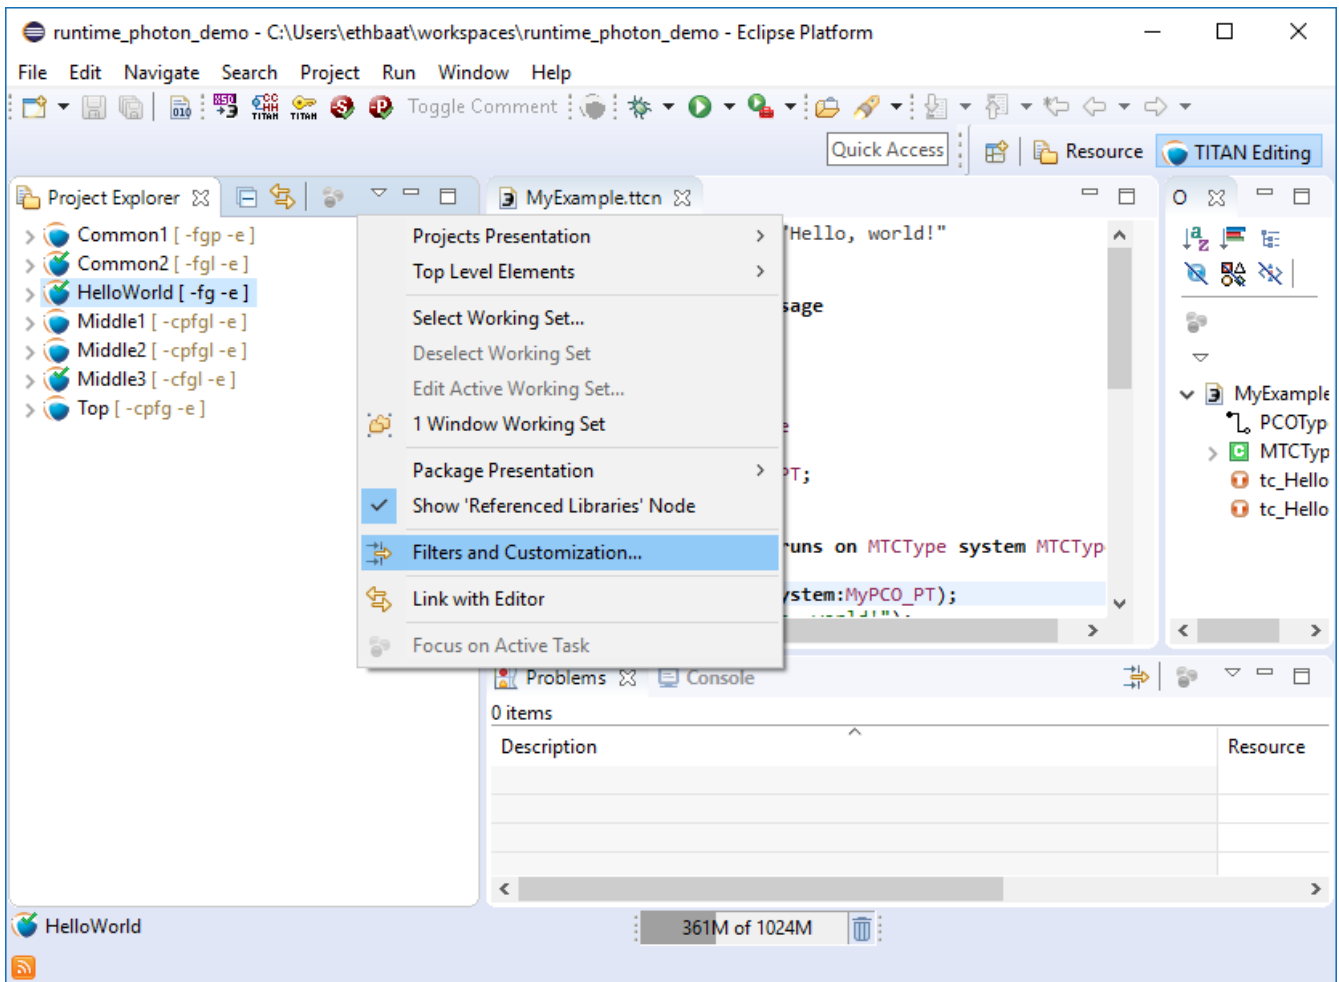 runtime_photon_demo - C:\Users\ethbaat\workspaces\runtime_photon_demo - Eclipse Platform
File Edit Navigate Search Project Run Window Help
Toggle Comment
Quick Access
Resource
TITAN Editing
Project Explorer
MyExample.ttcn
O
Common1 [ -fgp -e ]
Common2 [ -fgl -e ]
HelloWorld [ -fg -e ]
Middle1 [ -cpfgl -e ]
Middle2 [ -cpfgl -e ]
Middle3 [ -cfgl -e ]
Top [ -cpfg -e ]
Projects Presentation
Top Level Elements
Select Working Set...
Deselect Working Set
Edit Active Working Set...
1 Window Working Set
Package Presentation
Show 'Referenced Libraries' Node
Filters and Customization...
Link with Editor
Focus on Active Task
"Hello, world!"
sage
e
PT;
runs on MTCType system MTCTyp
ystem:MyPCO_PT);
MyExample
PCOTyp
MTCTyp
tc_Hello
tc_Hello
Problems
Console
0 items
Description
Resource
HelloWorld
361M of 1024M